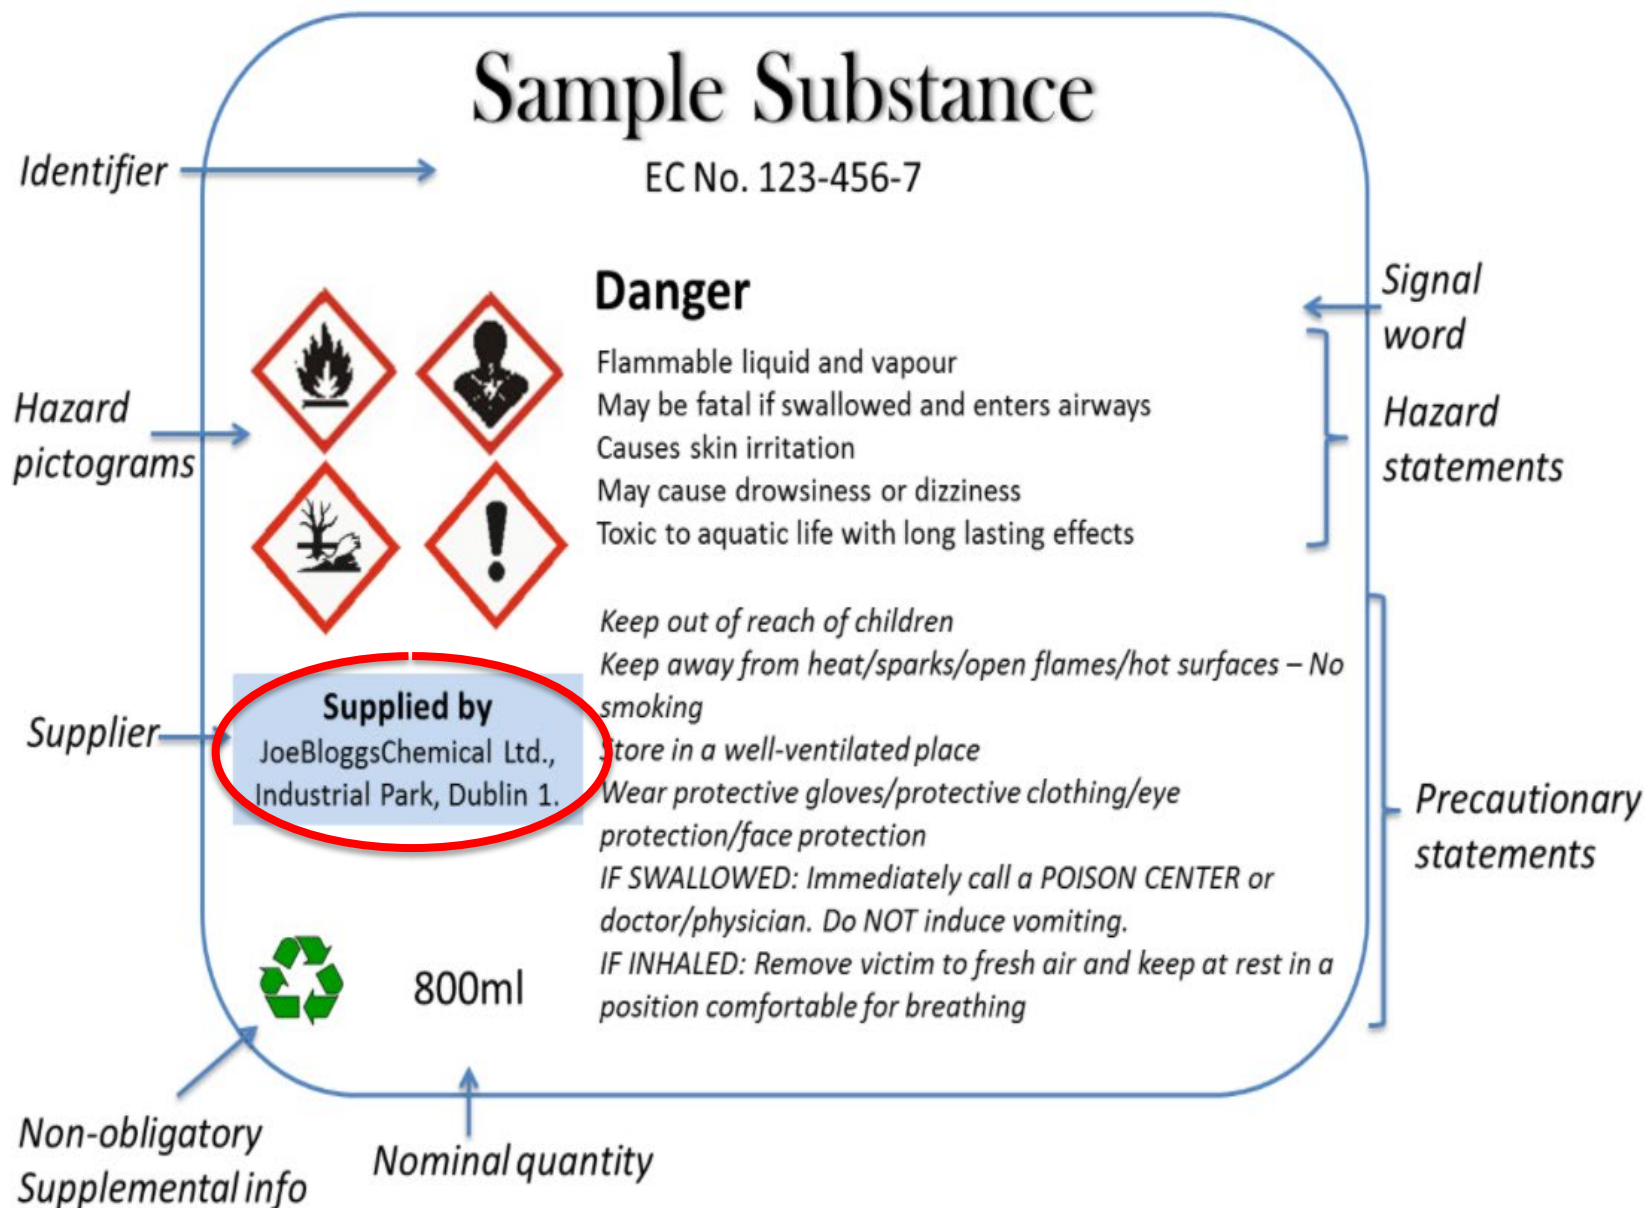 Sample Substance
Identifier
EC No. 123-456-7
Danger
Signal
word
Flammable liquid and vapour
May be fatal if swallowed and enters airways
Causes skin irritation
May cause drowsiness or dizziness
Toxic to aquatic life with long lasting effects
Hazard
pictograms
Hazard
statements
Keep out of reach of children
Keep away from heat/sparks/open flames/hot surfaces – No
smoking
Store in a well-ventilated place
Wear protective gloves/protective clothing/eye
protection/face protection
IF SWALLOWED: Immediately call a POISON CENTER or
doctor/physician. Do NOT induce vomiting.
IF INHALED: Remove victim to fresh air and keep at rest in a
position comfortable for breathing
Precautionary
statements
Supplier
Supplied by
JoeBloggsChemical Ltd.,
Industrial Park, Dublin 1.
800ml
Non-obligatory
Supplemental info
Nominal quantity